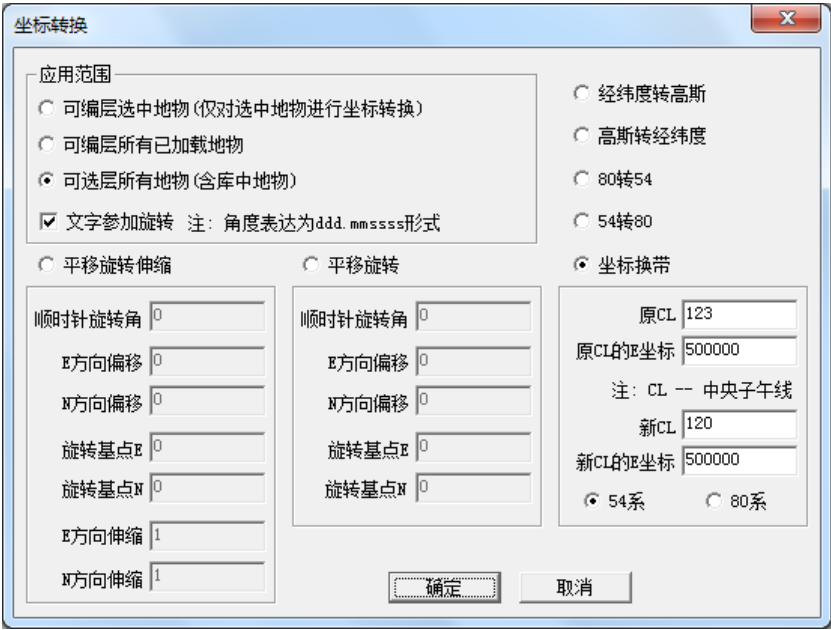 坐标转换
应用范围
可编层选中地物(仅对选中地物进行坐标转换)
可编层所有已加载地物
可选层所有地物(含库中地物)
文字参加旋转 注: 角度表达为ddd.mmssss形式
经纬度转高斯
高斯转经纬度
80转54
54转80
平移旋转伸缩
平移旋转
坐标换带
顺时针旋转角 0
E方向偏移 0
N方向偏移 0
旋转基点E 0
旋转基点N 0
E方向伸缩 1
N方向伸缩 1
顺时针旋转角 0
E方向偏移 0
N方向偏移 0
旋转基点E 0
旋转基点N 0
原CL 123
原CL的E坐标 500000
注: CL -- 中央子午线
新CL 120
新CL的E坐标 500000
54系 80系
确定 取消